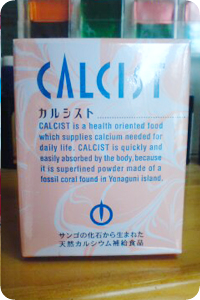 CALCIST
カルシスト
CALCIST is a health oriented food
which supplies calcium needed for
daily life. CALCIST is quickly and
easily absorbed by the body, because
it is superfined powder made of a
fossil coral found in Yonaguni island.
サンゴの化石から生まれた
天然カルシウム補給食品